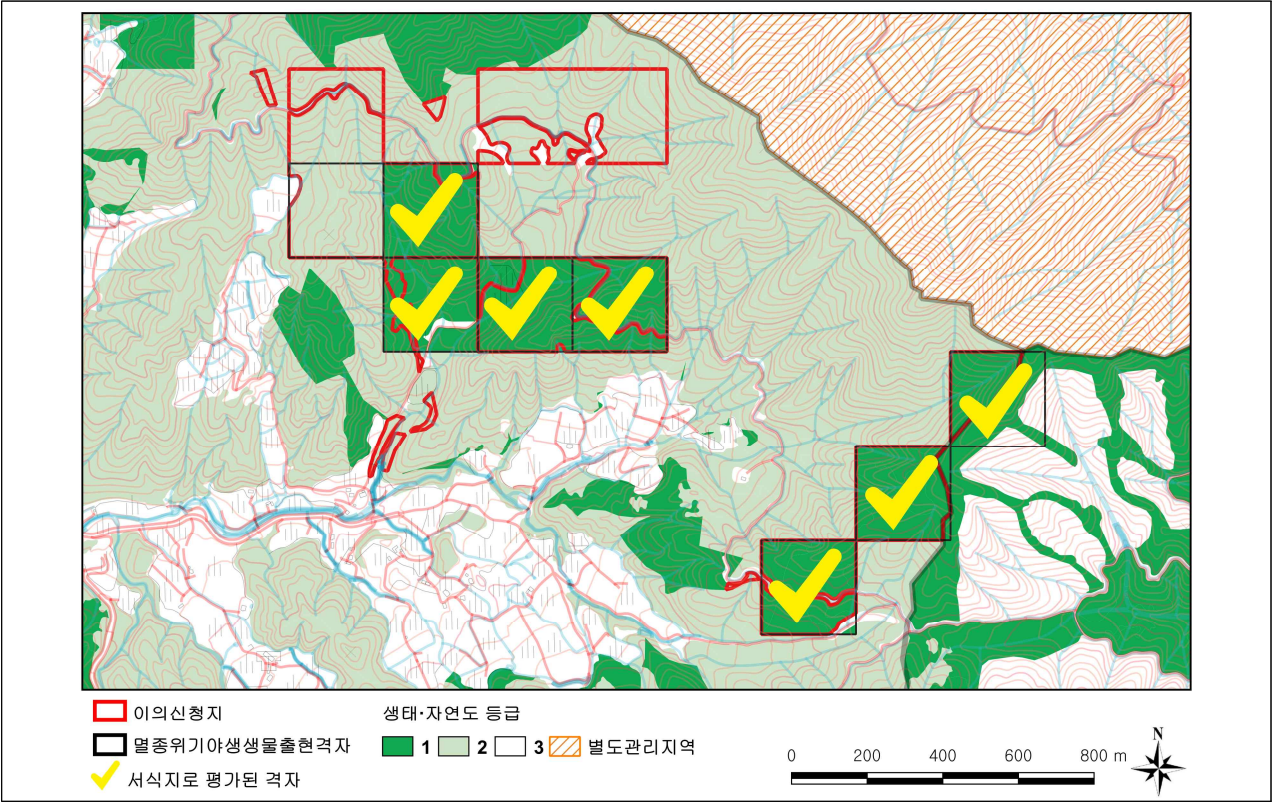 이의신청지
멸종위기야생생물출현격자
서식지로 평가된 격자
생태·자연도 등급
1 2 3 별도관리지역
0 200 400 600 800 m
N